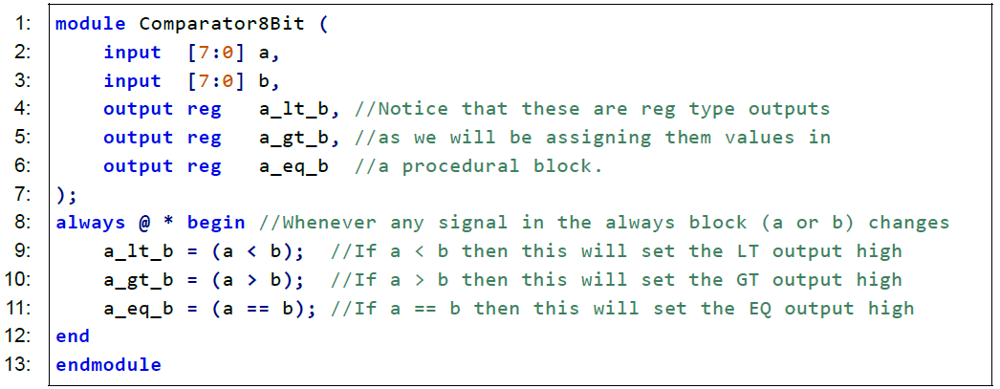 1: module Comparator8Bit (
2:     input  [7:0] a,
3:     input  [7:0] b,
4:     output reg   a_lt_b, //Notice that these are reg type outputs
5:     output reg   a_gt_b, //as we will be assigning them values in
6:     output reg   a_eq_b  //a procedural block.
7: );
8: always @ * begin //Whenever any signal in the always block (a or b) changes
9:     a_lt_b = (a < b);  //If a < b then this will set the LT output high
10:     a_gt_b = (a > b);  //If a > b then this will set the GT output high
11:     a_eq_b = (a == b); //If a == b then this will set the EQ output high
12: end
13: endmodule